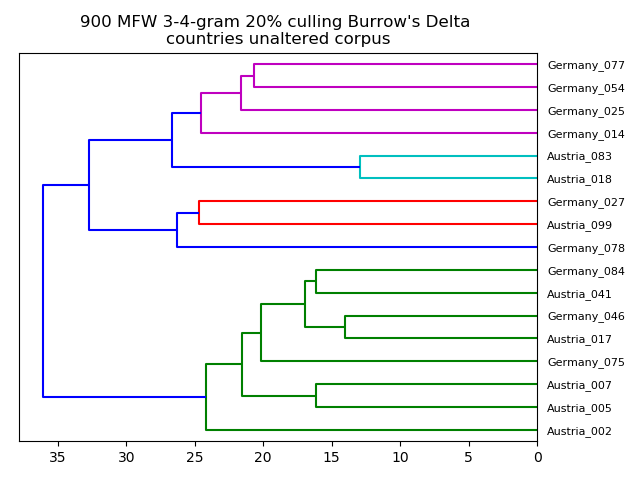 900 MFW 3-4-gram 20% culling Burrow's Delta
countries unaltered corpus
Germany_077
Germany_054
Germany_025
Germany_014
Austria_083
Austria_018
Germany_027
Austria_099
Germany_078
Germany_084
Austria_041
Germany_046
Austria_017
Germany_075
Austria_007
Austria_005
Austria_002
35 30 25 20 15 10 5 0